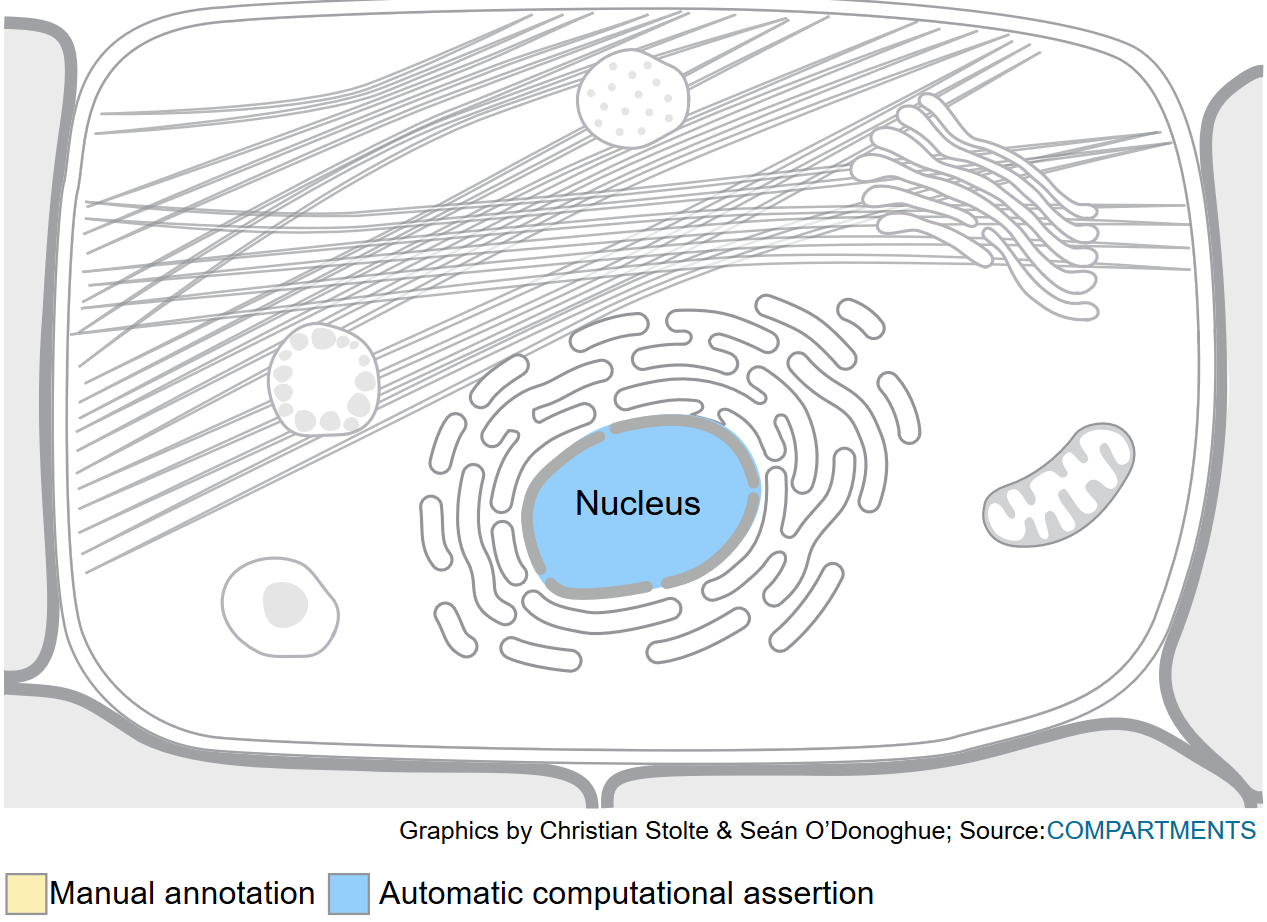 Nucleus
Graphics by Christian Stolte & Seán O’Donoghue; Source:COMPARTMENTS
Manual annotation Automatic computational assertion